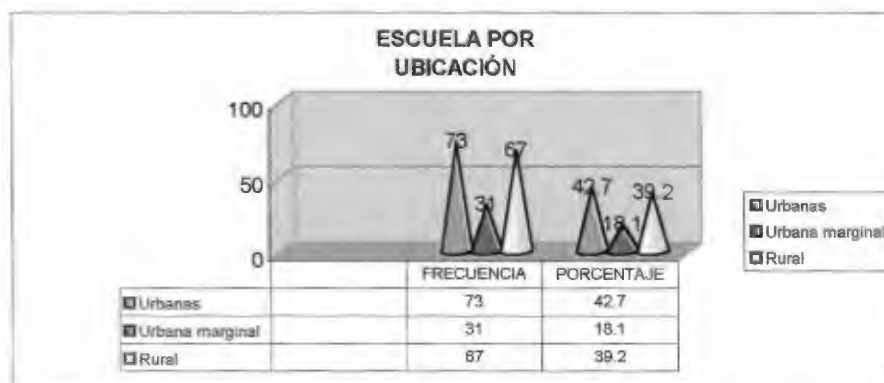 ESCUELA POR
UBICACIÓN
100
50
0
73
31
67
42.7
18.1
39.2
Urbanas
Urbana marginal
Rural
FRECUENCIA PORCENTAJE
Urbanas 73 42.7
Urbana marginal 31 18.1
Rural 67 39.2